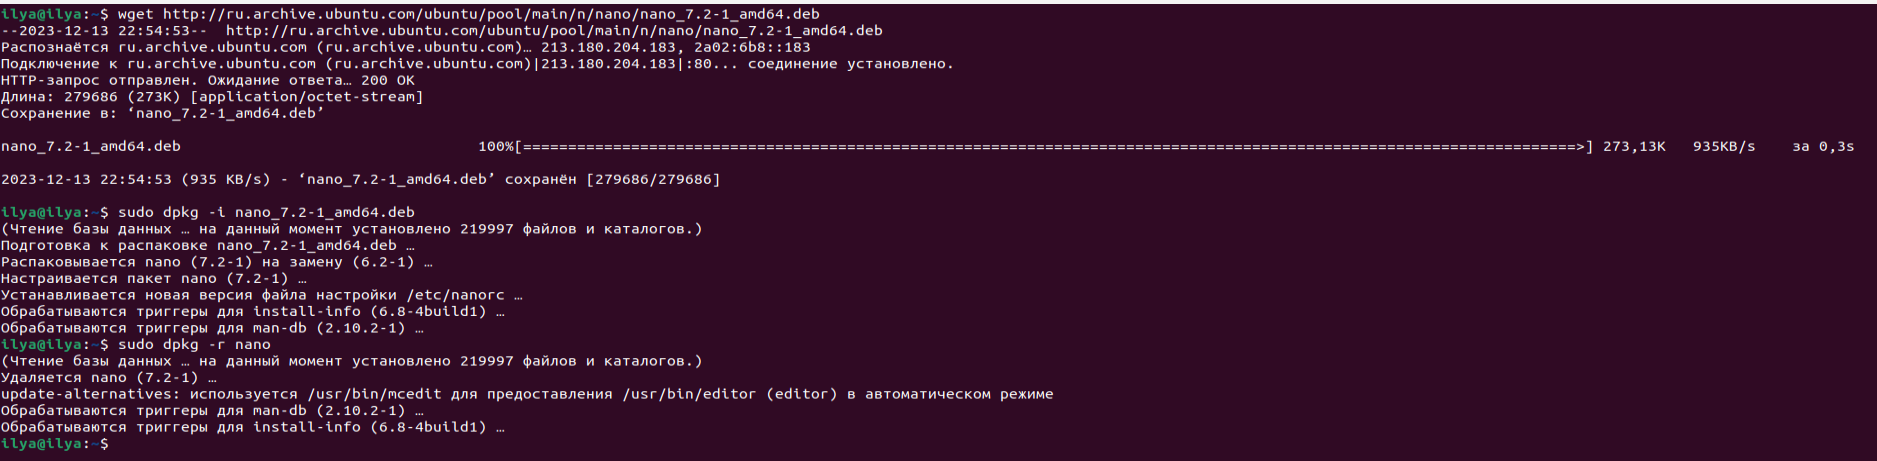 ilya@ilya:~$ wget http://ru.archive.ubuntu.com/ubuntu/pool/main/n/nano/nano_7.2-1_amd64.deb
--2023-12-13 22:54:53--  http://ru.archive.ubuntu.com/ubuntu/pool/main/n/nano/nano_7.2-1_amd64.deb
Распознаётся ru.archive.ubuntu.com (ru.archive.ubuntu.com)… 213.180.204.183, 2a02:6b8::183
Подключение к ru.archive.ubuntu.com (ru.archive.ubuntu.com)|213.180.204.183|:80... соединение установлено.
HTTP-запрос отправлен. Ожидание ответа… 200 OK
Длина: 279686 (273K) [application/octet-stream]
Сохранение в: ‘nano_7.2-1_amd64.deb’
nano_7.2-1_amd64.deb 100%[=====================================================================================================================>] 273,13K 935KB/s за 0,3s
2023-12-13 22:54:53 (935 KB/s) - ‘nano_7.2-1_amd64.deb’ сохранён [279686/279686]
ilya@ilya:~$ sudo dpkg -i nano_7.2-1_amd64.deb
(Чтение базы данных … на данный момент установлено 219997 файлов и каталогов.)
Подготовка к распаковке nano_7.2-1_amd64.deb …
Распаковывается nano (7.2-1) на замену (6.2-1) …
Настраивается пакет nano (7.2-1) …
Устанавливается новая версия файла настройки /etc/nanorc …
Обрабатываются триггеры для install-info (6.8-4build1) …
Обрабатываются триггеры для man-db (2.10.2-1) …
ilya@ilya:~$ sudo dpkg -r nano
(Чтение базы данных … на данный момент установлено 219997 файлов и каталогов.)
Удаляется nano (7.2-1) …
update-alternatives: используется /usr/bin/mcedit для предоставления /usr/bin/editor (editor) в автоматическом режиме
Обрабатываются триггеры для man-db (2.10.2-1) …
Обрабатываются триггеры для install-info (6.8-4build1) …
ilya@ilya:~$